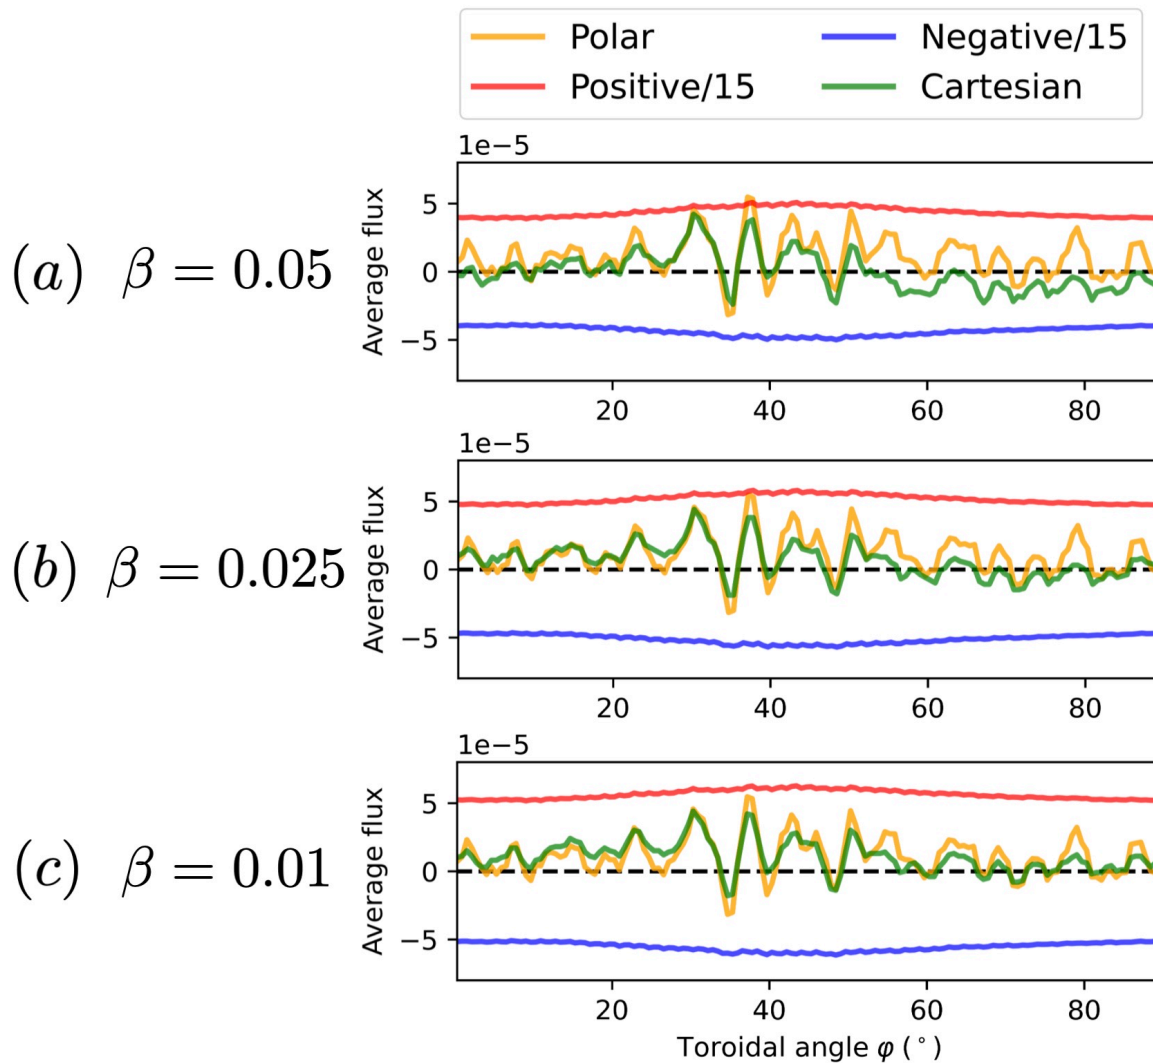 Polar Negative/15
Positive/15 Cartesian
1e−5
(a) β = 0.05
Average flux
5
0
−5
20 40 60 80
1e−5
(b) β = 0.025
Average flux
5
0
−5
20 40 60 80
1e−5
(c) β = 0.01
Average flux
5
0
−5
20 40 60 80
Toroidal angle φ (°)